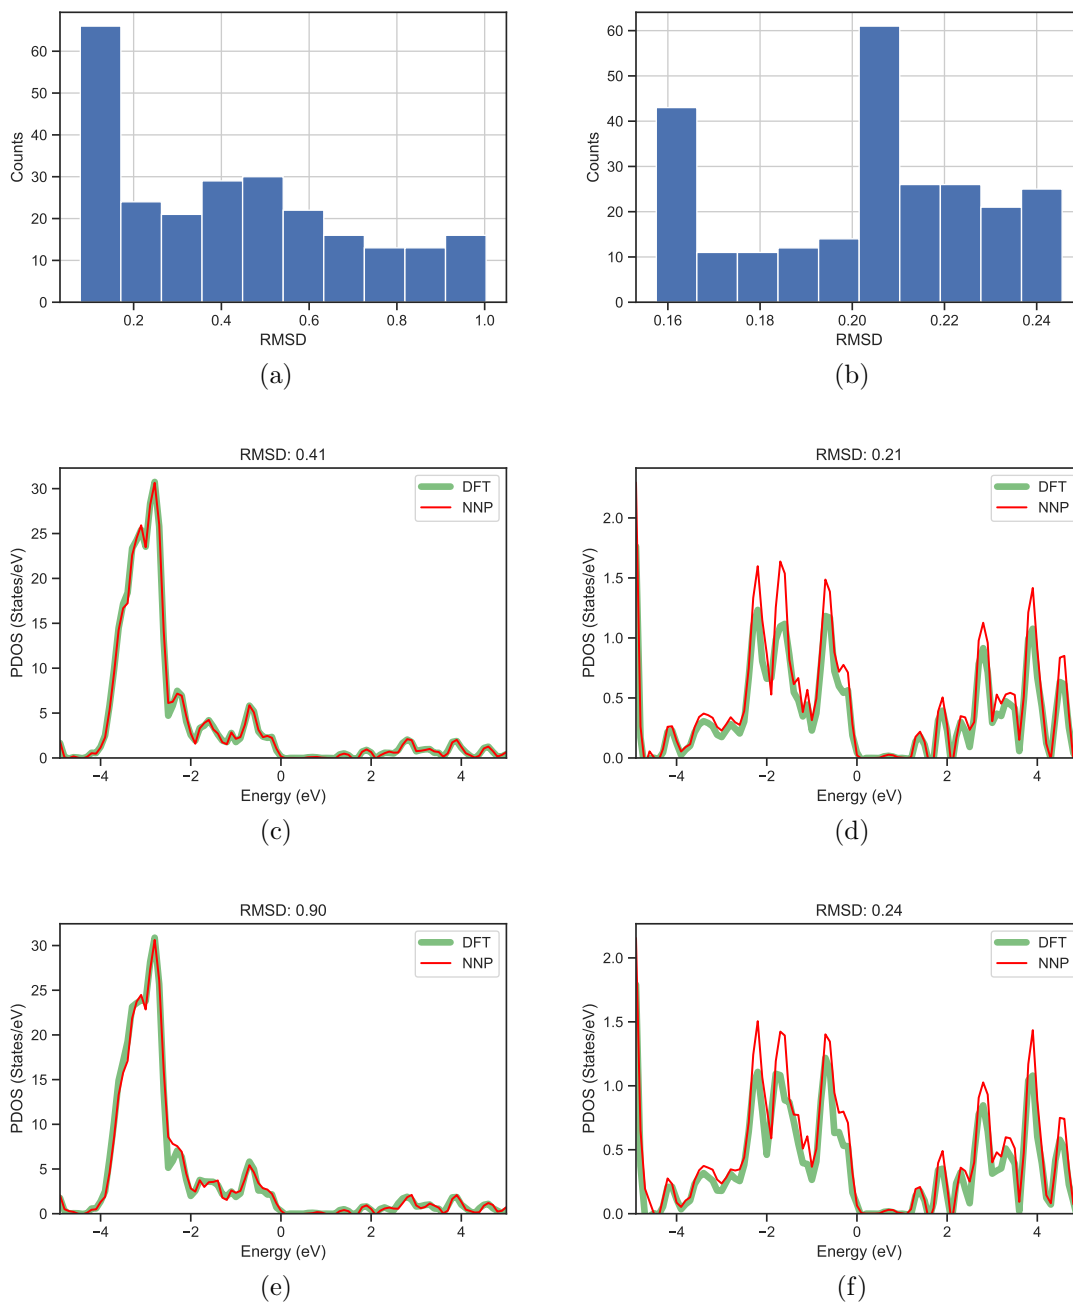 60
50
40
30
20
10
0
Counts
0.2 0.4 0.6 0.8 1.0
RMSD
(a)
60
50
40
30
20
10
0
Counts
0.16 0.18 0.20 0.22 0.24
RMSD
(b)
RMSD: 0.41
DFT
NNP
30
25
20
15
10
5
0
PDOS (States/eV)
−4 −2 0 2 4
Energy (eV)
(c)
RMSD: 0.21
DFT
NNP
2.0
1.5
1.0
0.5
0.0
PDOS (States/eV)
−4 −2 0 2 4
Energy (eV)
(d)
RMSD: 0.90
DFT
NNP
30
25
20
15
10
5
0
PDOS (States/eV)
−4 −2 0 2 4
Energy (eV)
(e)
RMSD: 0.24
DFT
NNP
2.0
1.5
1.0
0.5
0.0
PDOS (States/eV)
−4 −2 0 2 4
Energy (eV)
(f)